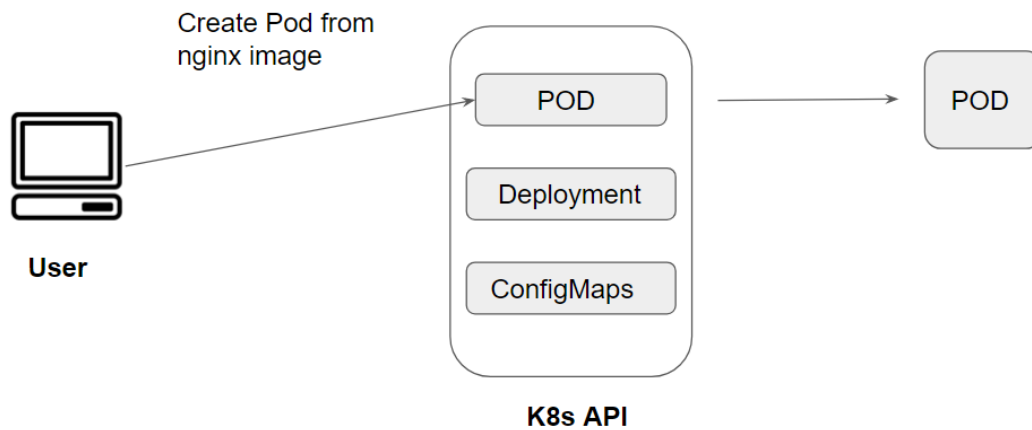 Create Pod from
nginx image
POD
POD
Deployment
ConfigMaps
User
K8s API